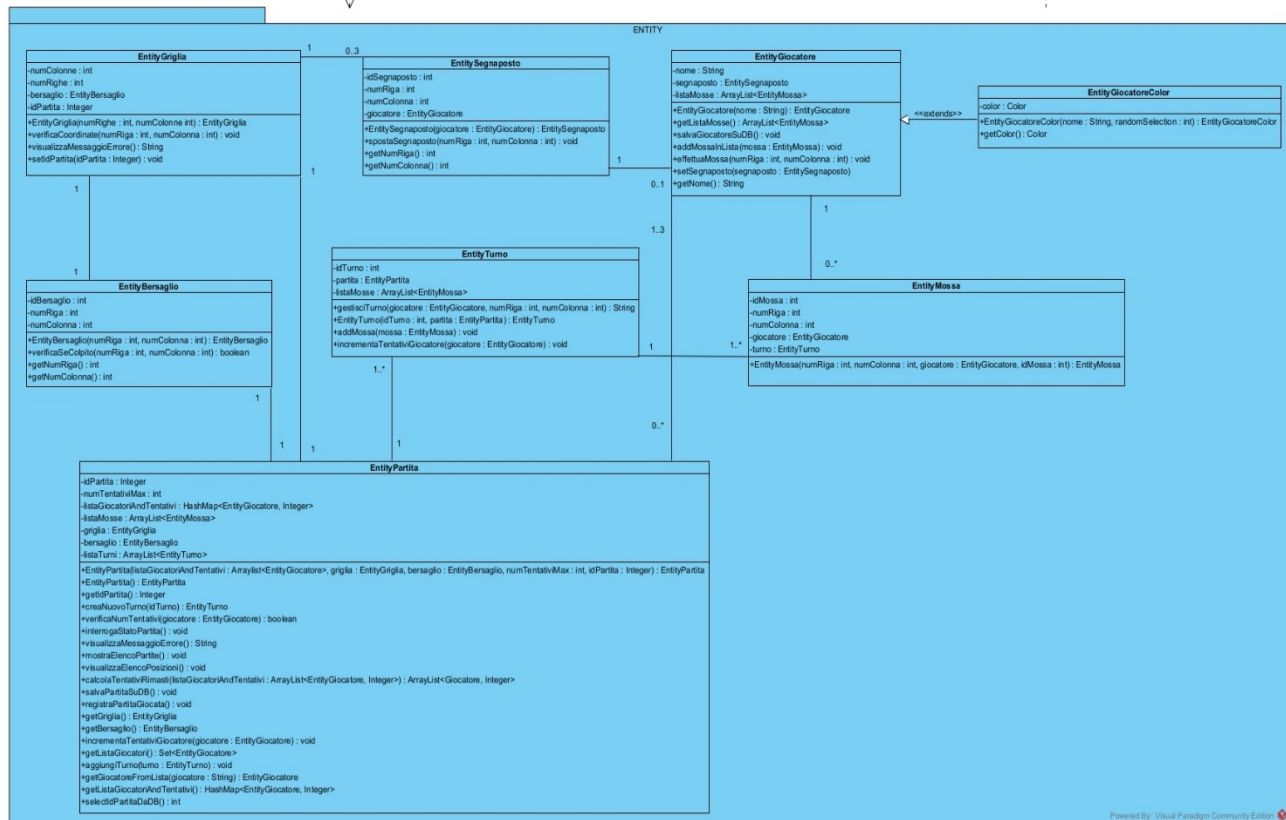 ENTITY
EntityGriglia
-numColonne : int
-numRighe : int
-bersaglio : EntityBersaglio
-idPartita : Integer
+EntityGriglia(numRighe : int, numColonne int) : EntityGriglia
+verificaCoordinate(numRiga : int, numColonna : int) : void
+visualizzaMessaggioErrore() : String
+setIdPartita(idPartita : Integer) : void
1
0..3
EntitySegnaposto
-idSegnaposto : int
-numRiga : int
-numColonna : int
-giocatore : EntityGiocatore
+EntitySegnaposto(giocatore : EntityGiocatore) : EntitySegnaposto
+spostaSegnaposto(numRiga : int, numColonna : int) : void
+getNumRiga() : int
+getNumColonna() : int
EntityGiocatore
-nome : String
-segnaposto : EntitySegnaposto
-listaMosse : ArrayList<EntityMossa>
+EntityGiocatore(nome : String) : EntityGiocatore
+getListaMosse() : ArrayList<EntityMossa>
+salvaGiocatoreSuDB() : void
+addMossaInLista(mossa : EntityMossa) : void
+effettuaMossa(numRiga : int, numColonna : int) : void
+setSegnaposto(segnaposto : EntitySegnaposto)
+getNome() : String
<<extends>>
EntityGiocatoreColor
-color : Color
+EntityGiocatoreColor(nome : String, randomSelection : int) : EntityGiocatoreColor
+getColor() : Color
1
0..1
1
1
1
1..3
1
0..*
EntityBersaglio
-idBersaglio : int
-numRiga : int
-numColonna : int
+EntityBersaglio(numRiga : int, numColonna : int) : EntityBersaglio
+verificaSeColpito(numRiga : int, numColonna : int) : boolean
+getNumRiga() : int
+getNumColonna() : int
EntityTurno
-idTurno : int
-partita : EntityPartita
-listaMosse : ArrayList<EntityMossa>
+gestisciTurno(giocatore : EntityGiocatore, numRiga : int, numColonna : int) : String
+EntityTurno(idTurno : int, partita : EntityPartita) : EntityTurno
+addMossa(mossa : EntityMossa) : void
+incrementaTentativiGiocatore(giocatore : EntityGiocatore) : void
1
1..*
EntityMossa
-idMossa : int
-numRiga : int
-numColonna : int
-giocatore : EntityGiocatore
-turno : EntityTurno
+EntityMossa(numRiga : int, numColonna : int, giocatore : EntityGiocatore, idMossa : int) : EntityMossa
1
1..*
0..*
1
1
1
EntityPartita
-idPartita : Integer
-numTentativiMax : int
-listaGiocatoriAndTentativi : HashMap<EntityGiocatore, Integer>
-listaMosse : ArrayList<EntityMossa>
-griglia : EntityGriglia
-bersaglio : EntityBersaglio
-listaTurni : ArrayList<EntityTurno>
+EntityPartita(listaGiocatoriAndTentativi : Arraylist<EntityGiocatore>, griglia : EntityGriglia, bersaglio : EntityBersaglio, numTentativiMax : int, idPartita : Integer) : EntityPartita
+EntityPartita() : EntityPartita
+getIdPartita() : Integer
+creaNuovoTurno(idTurno) : EntityTurno
+verificaNumTentativi(giocatore : EntityGiocatore) : boolean
+interrogaStatoPartita() : void
+visualizzaMessaggioErrore() : String
+mostraElencoPartite() : void
+visualizzaElencoPosizioni() : void
+calcolaTentativiRimasti(listaGiocatoriAndTentativi : ArrayList<EntityGiocatore, Integer>) : ArrayList<Giocatore, Integer>
+salvaPartitaSuDB() : void
+registraPartitaGiocata() : void
+getGriglia() : EntityGriglia
+getBersaglio() : EntityBersaglio
+incrementaTentativiGiocatore(giocatore : EntityGiocatore) : void
+getListaGiocatori() : Set<EntityGiocatore>
+aggiungiTurno(turno : EntityTurno) : void
+getGiocatoreFromLista(giocatore : String) : EntityGiocatore
+getListaGiocatoriAndTentativi() : HashMap<EntityGiocatore, Integer>
+selectIdPartitaDaDB() : int
Powered By: Visual Paradigm Community Edition